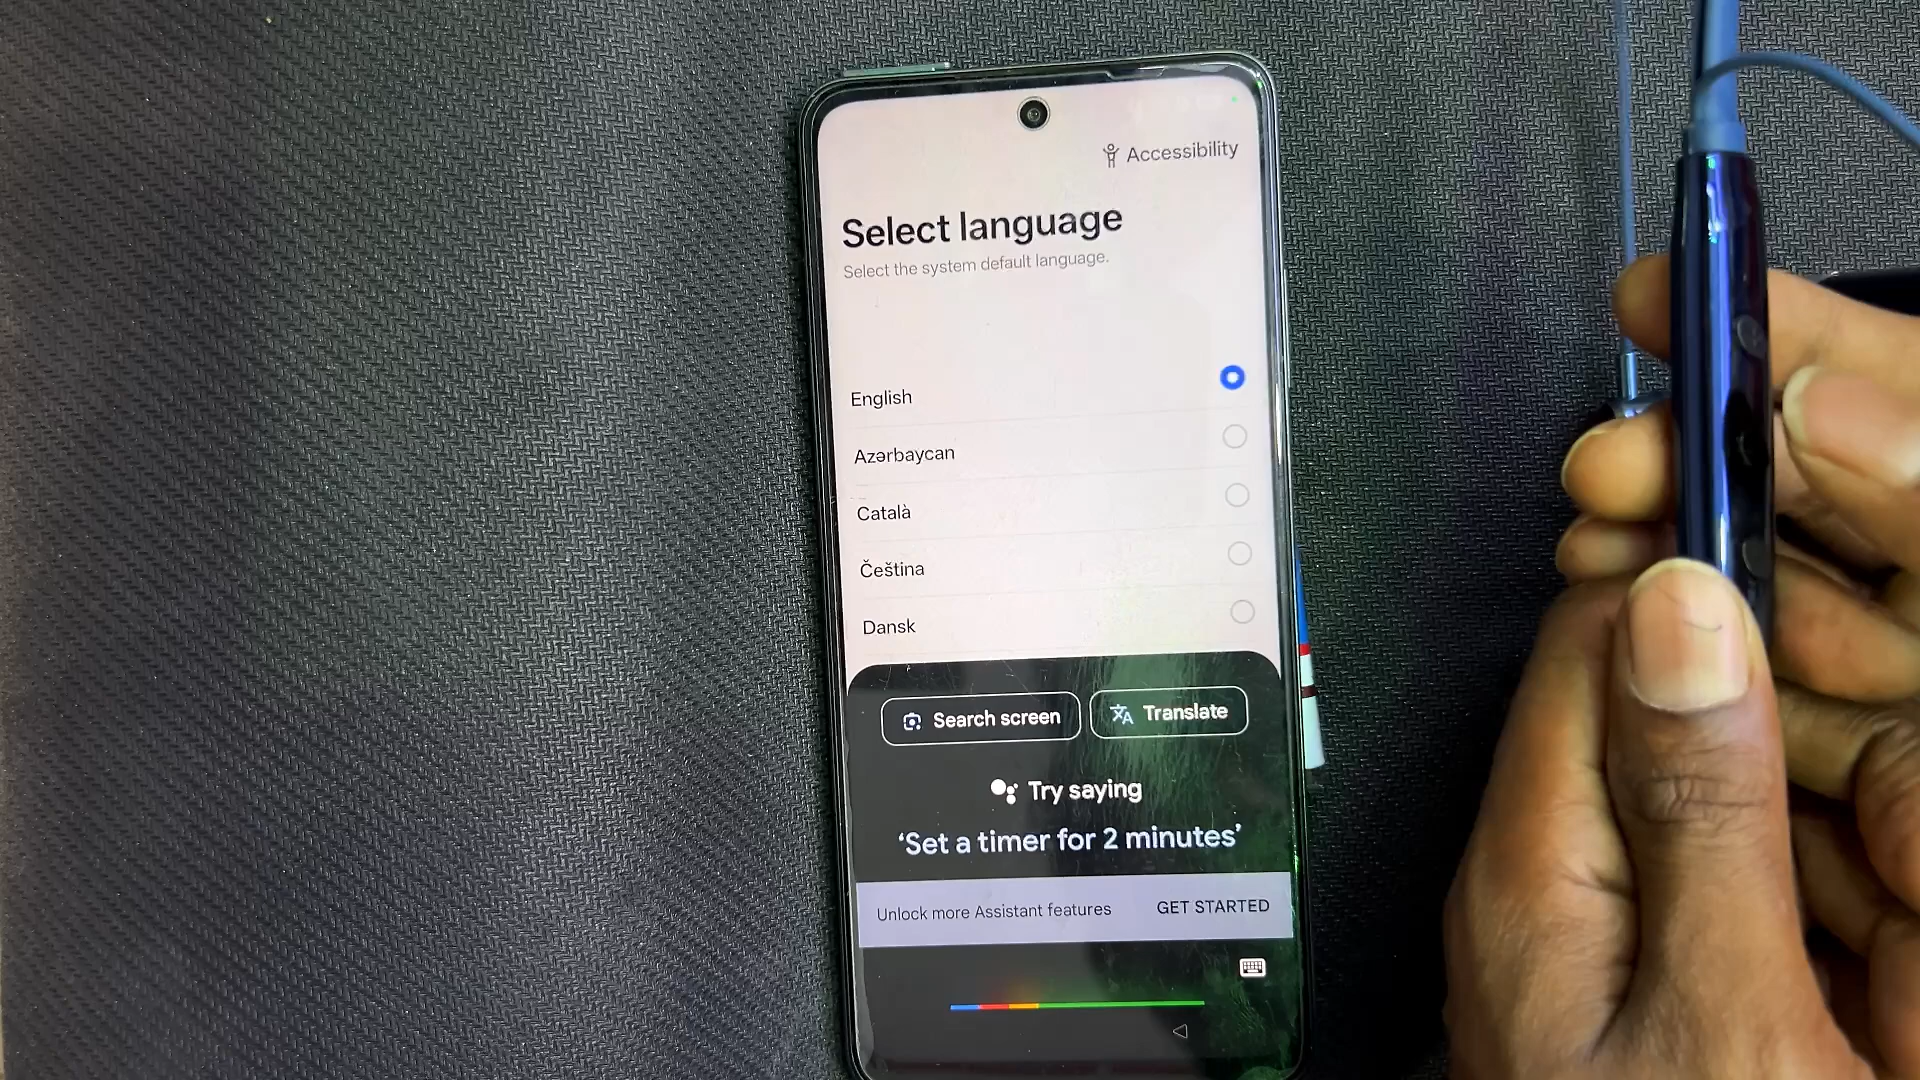 Accessibility
Select language
Select the system default language.
English
Azərbaycan
Català
Čeština
Dansk
Search screen
Translate
Try saying
‘Set a timer for 2 minutes’
Unlock more Assistant features
GET STARTED